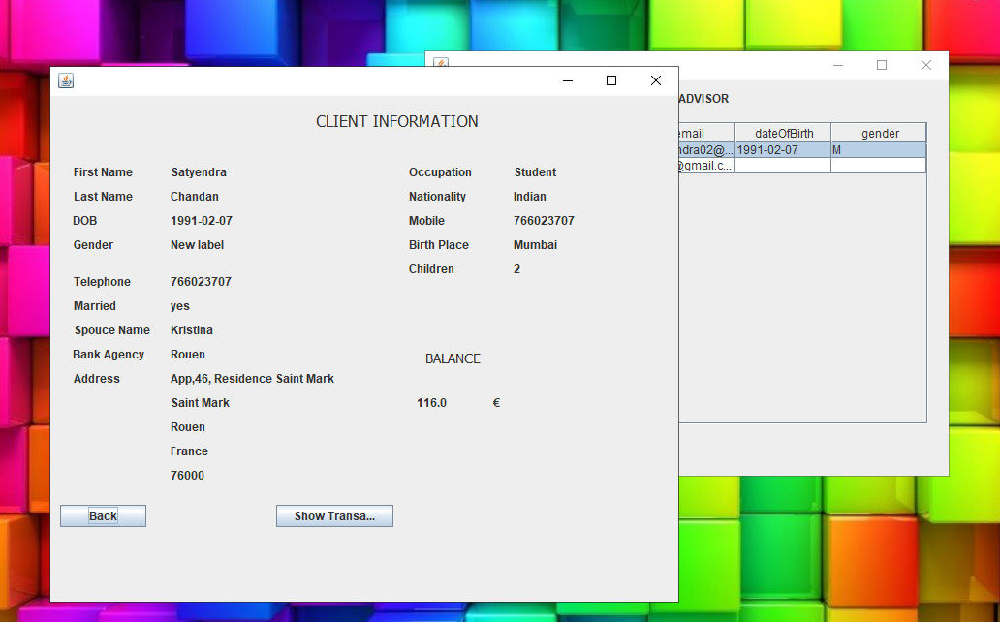 CLIENT INFORMATION
First Name Satyendra
Last Name Chandan
DOB 1991-02-07
Gender New label
Telephone 766023707
Married yes
Spouce Name Kristina
Bank Agency Rouen
Address App,46, Residence Saint Mark
Saint Mark
Rouen
France
76000
Back
Show Transa...
Occupation Student
Nationality Indian
Mobile 766023707
Birth Place Mumbai
Children 2
BALANCE
116.0 €
ADVISOR
dateOfBirth gender
1991-02-07 M
@gmail.c...